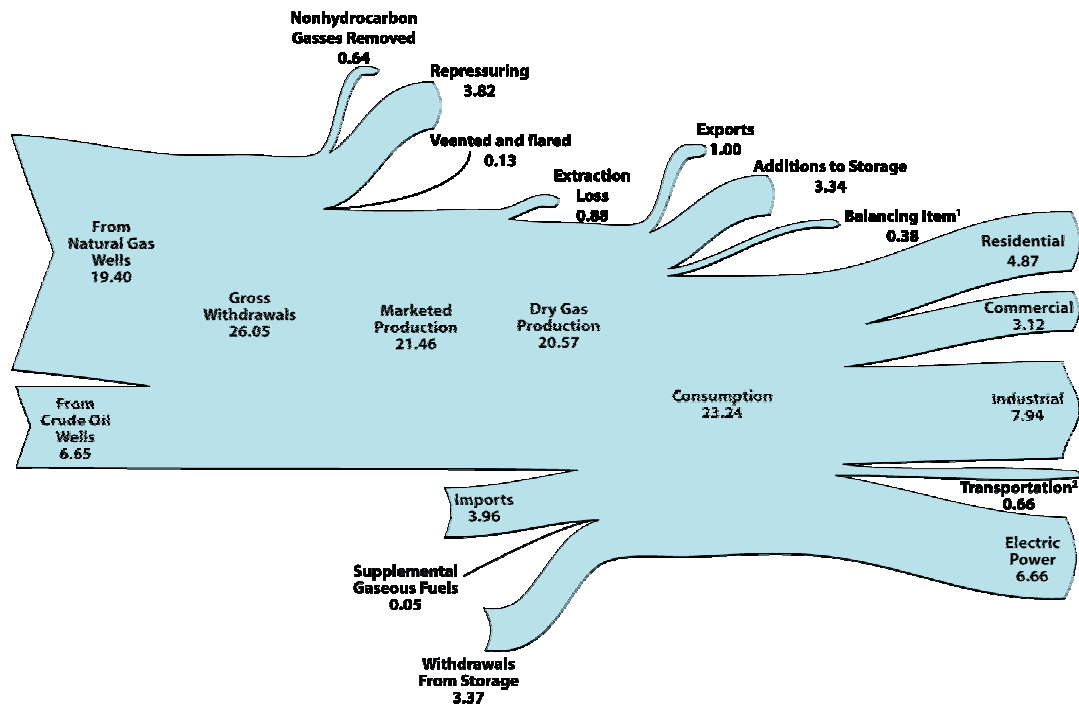 Nonhydrocarbon
Gasses Removed
0.64
Repressuring
3.82
Veented and flared
0.13
Extraction
Loss
0.88
Exports
1.00
Additions to Storage
3.34
Balancing Item¹
0.38
Residential
4.87
Commercial
3.12
Industrial
7.94
Transportation²
0.66
Electric
Power
6.66
From
Natural Gas
Wells
19.40
Gross
Withdrawals
26.05
Marketed
Production
21.46
Dry Gas
Production
20.57
Consumption
23.24
From
Crude Oil
Wells
6.65
Imports
3.96
Supplemental
Gaseous Fuels
0.05
Withdrawals
From Storage
3.37